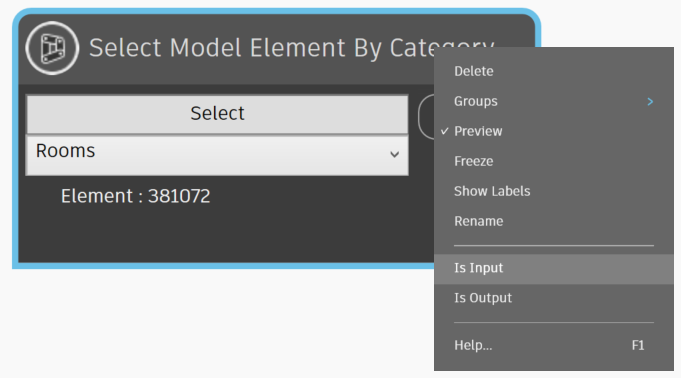 Select Model Element By Category
Select
Rooms
Element : 381072
Delete
Groups
Preview
Freeze
Show Labels
Rename
Is Input
Is Output
Help... F1